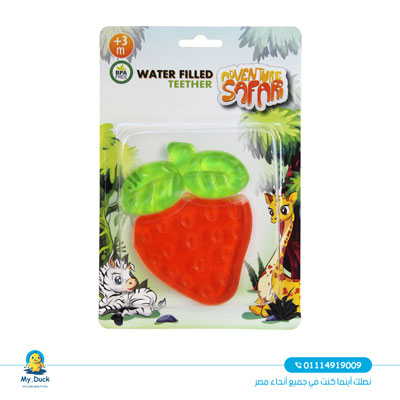 +3
m
BPA
FREE
WATER FILLED
TEETHER
ADVENTURE
SAFARI
My.Duck
01114919009
نصلك أينما كنت في جميع أنحاء مصر